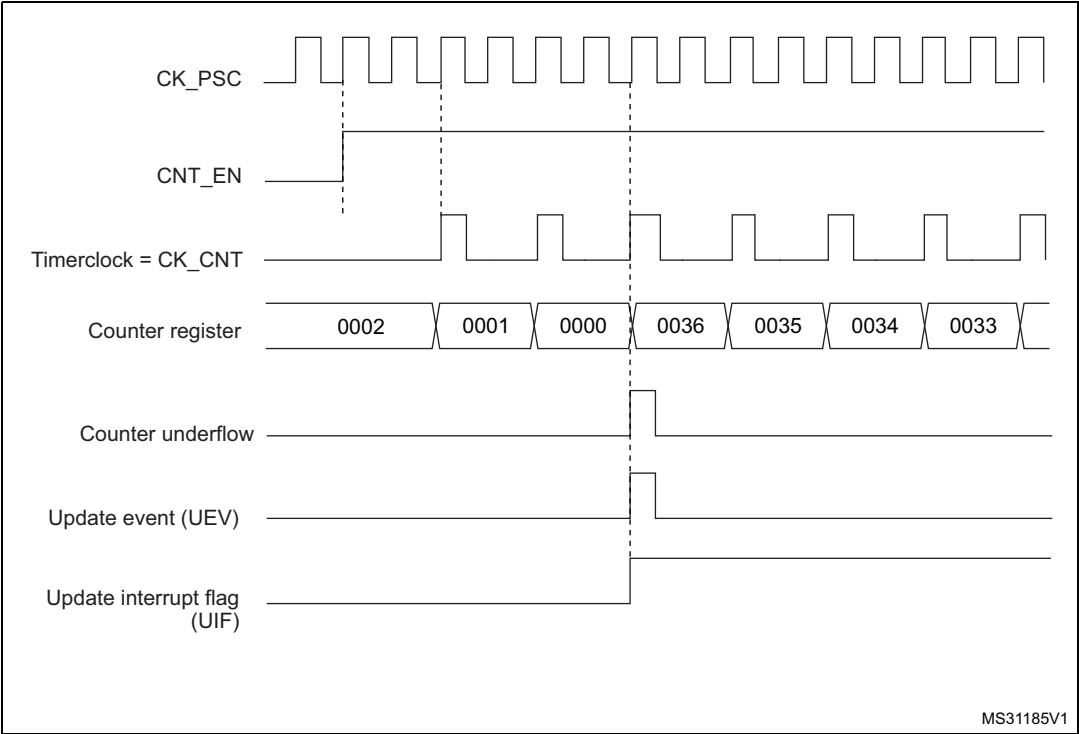 CK_PSC
CNT_EN
Timerclock = CK_CNT
Counter register
0002 0001 0000 0036 0035 0034 0033
Counter underflow
Update event (UEV)
Update interrupt flag
(UIF)
MS31185V1